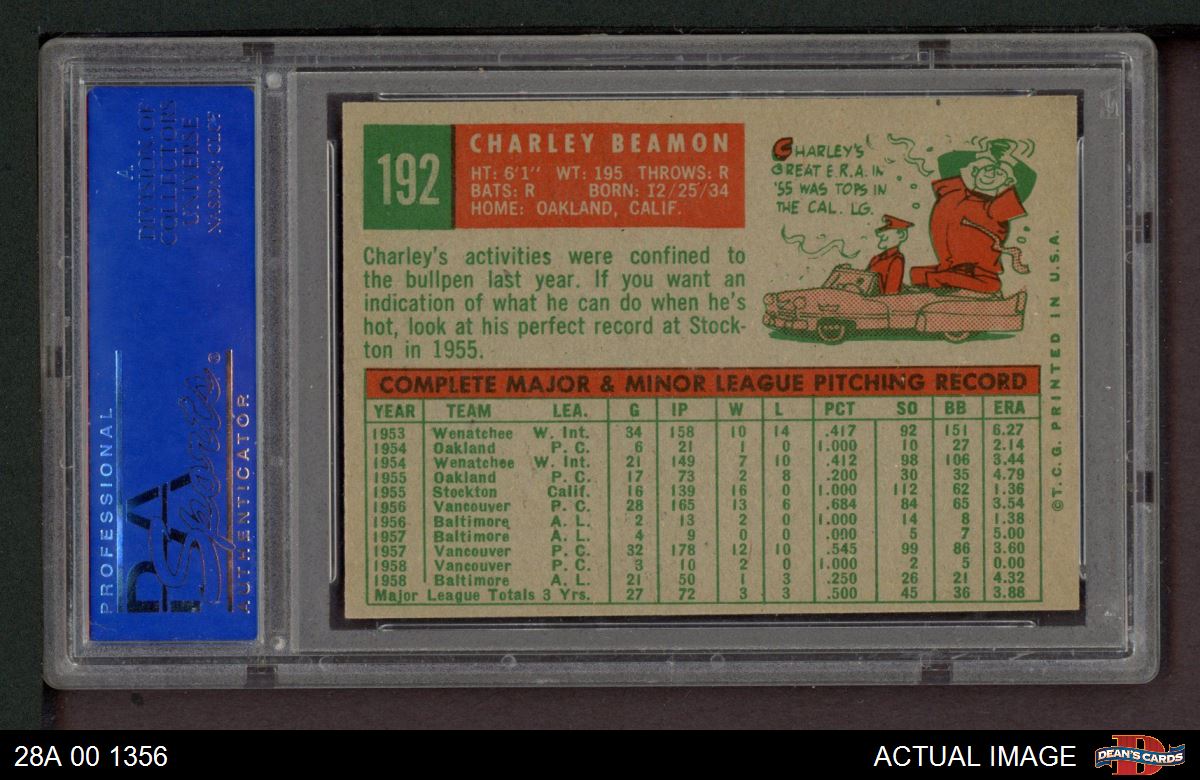 A
DIVISION OF
COLLECTORS
UNIVERSE
NASDAQ: CLCT
PROFESSIONAL
PSA
Sports
AUTHENTICATOR
192
CHARLEY BEAMON
HT: 6'1" WT: 195 THROWS: R
BATS: R BORN: 12/25/34
HOME: OAKLAND, CALIF.
CHARLEY'S
GREAT E.R.A. IN
'55 WAS TOPS IN
THE CAL. LG.
Charley's activities were confined to
the bullpen last year. If you want an
indication of what he can do when he's
hot, look at his perfect record at Stock-
ton in 1955.
COMPLETE MAJOR & MINOR LEAGUE PITCHING RECORD
YEAR TEAM LEA. G IP W L PCT SO BB ERA
1953 Wenatchee W. Int. 34 158 10 14 .417 92 151 6.27
1954 Oakland P. C. 6 21 1 0 1.000 10 27 2.14
1954 Wenatchee W. Int. 21 149 7 10 .412 98 106 3.44
1955 Oakland P. C. 17 73 2 8 .200 30 35 4.79
1955 Stockton Calif. 16 139 16 0 1.000 112 62 1.36
1956 Vancouver P. C. 28 165 13 6 .684 84 65 3.54
1956 Baltimore A. L. 2 13 2 0 1.000 14 8 1.38
1957 Baltimore A. L. 4 9 0 0 .000 5 7 5.00
1957 Vancouver P. C. 32 178 12 10 .545 99 86 3.60
1958 Vancouver P. C. 3 10 2 0 1.000 2 5 0.00
1958 Baltimore A. L. 21 50 1 3 .250 26 21 4.32
Major League Totals 3 Yrs. 27 72 3 3 .500 45 36 3.88
©T.C.G. PRINTED IN U.S.A.
28A 00 1356
ACTUAL IMAGE
D
DEAN'S CARDS